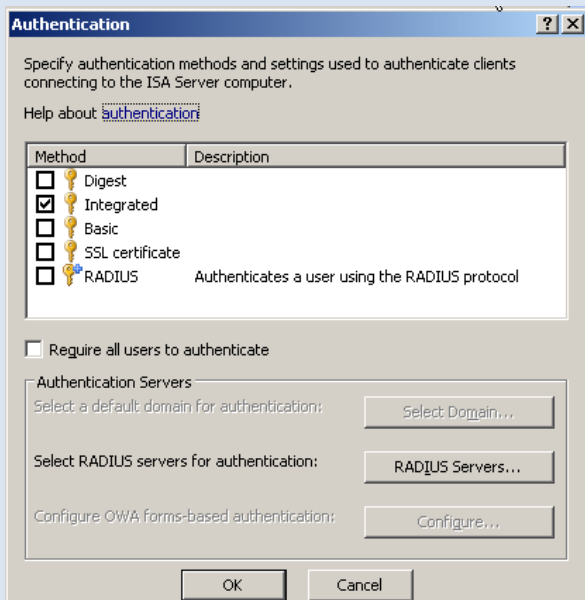 Authentication
Specify authentication methods and settings used to authenticate clients
connecting to the ISA Server computer.
Help about authentication
Method Description
Digest
Integrated
Basic
SSL certificate
RADIUS Authenticates a user using the RADIUS protocol
Require all users to authenticate
Authentication Servers
Select a default domain for authentication: Select Domain...
Select RADIUS servers for authentication: RADIUS Servers...
Configure OWA forms-based authentication: Configure...
OK Cancel